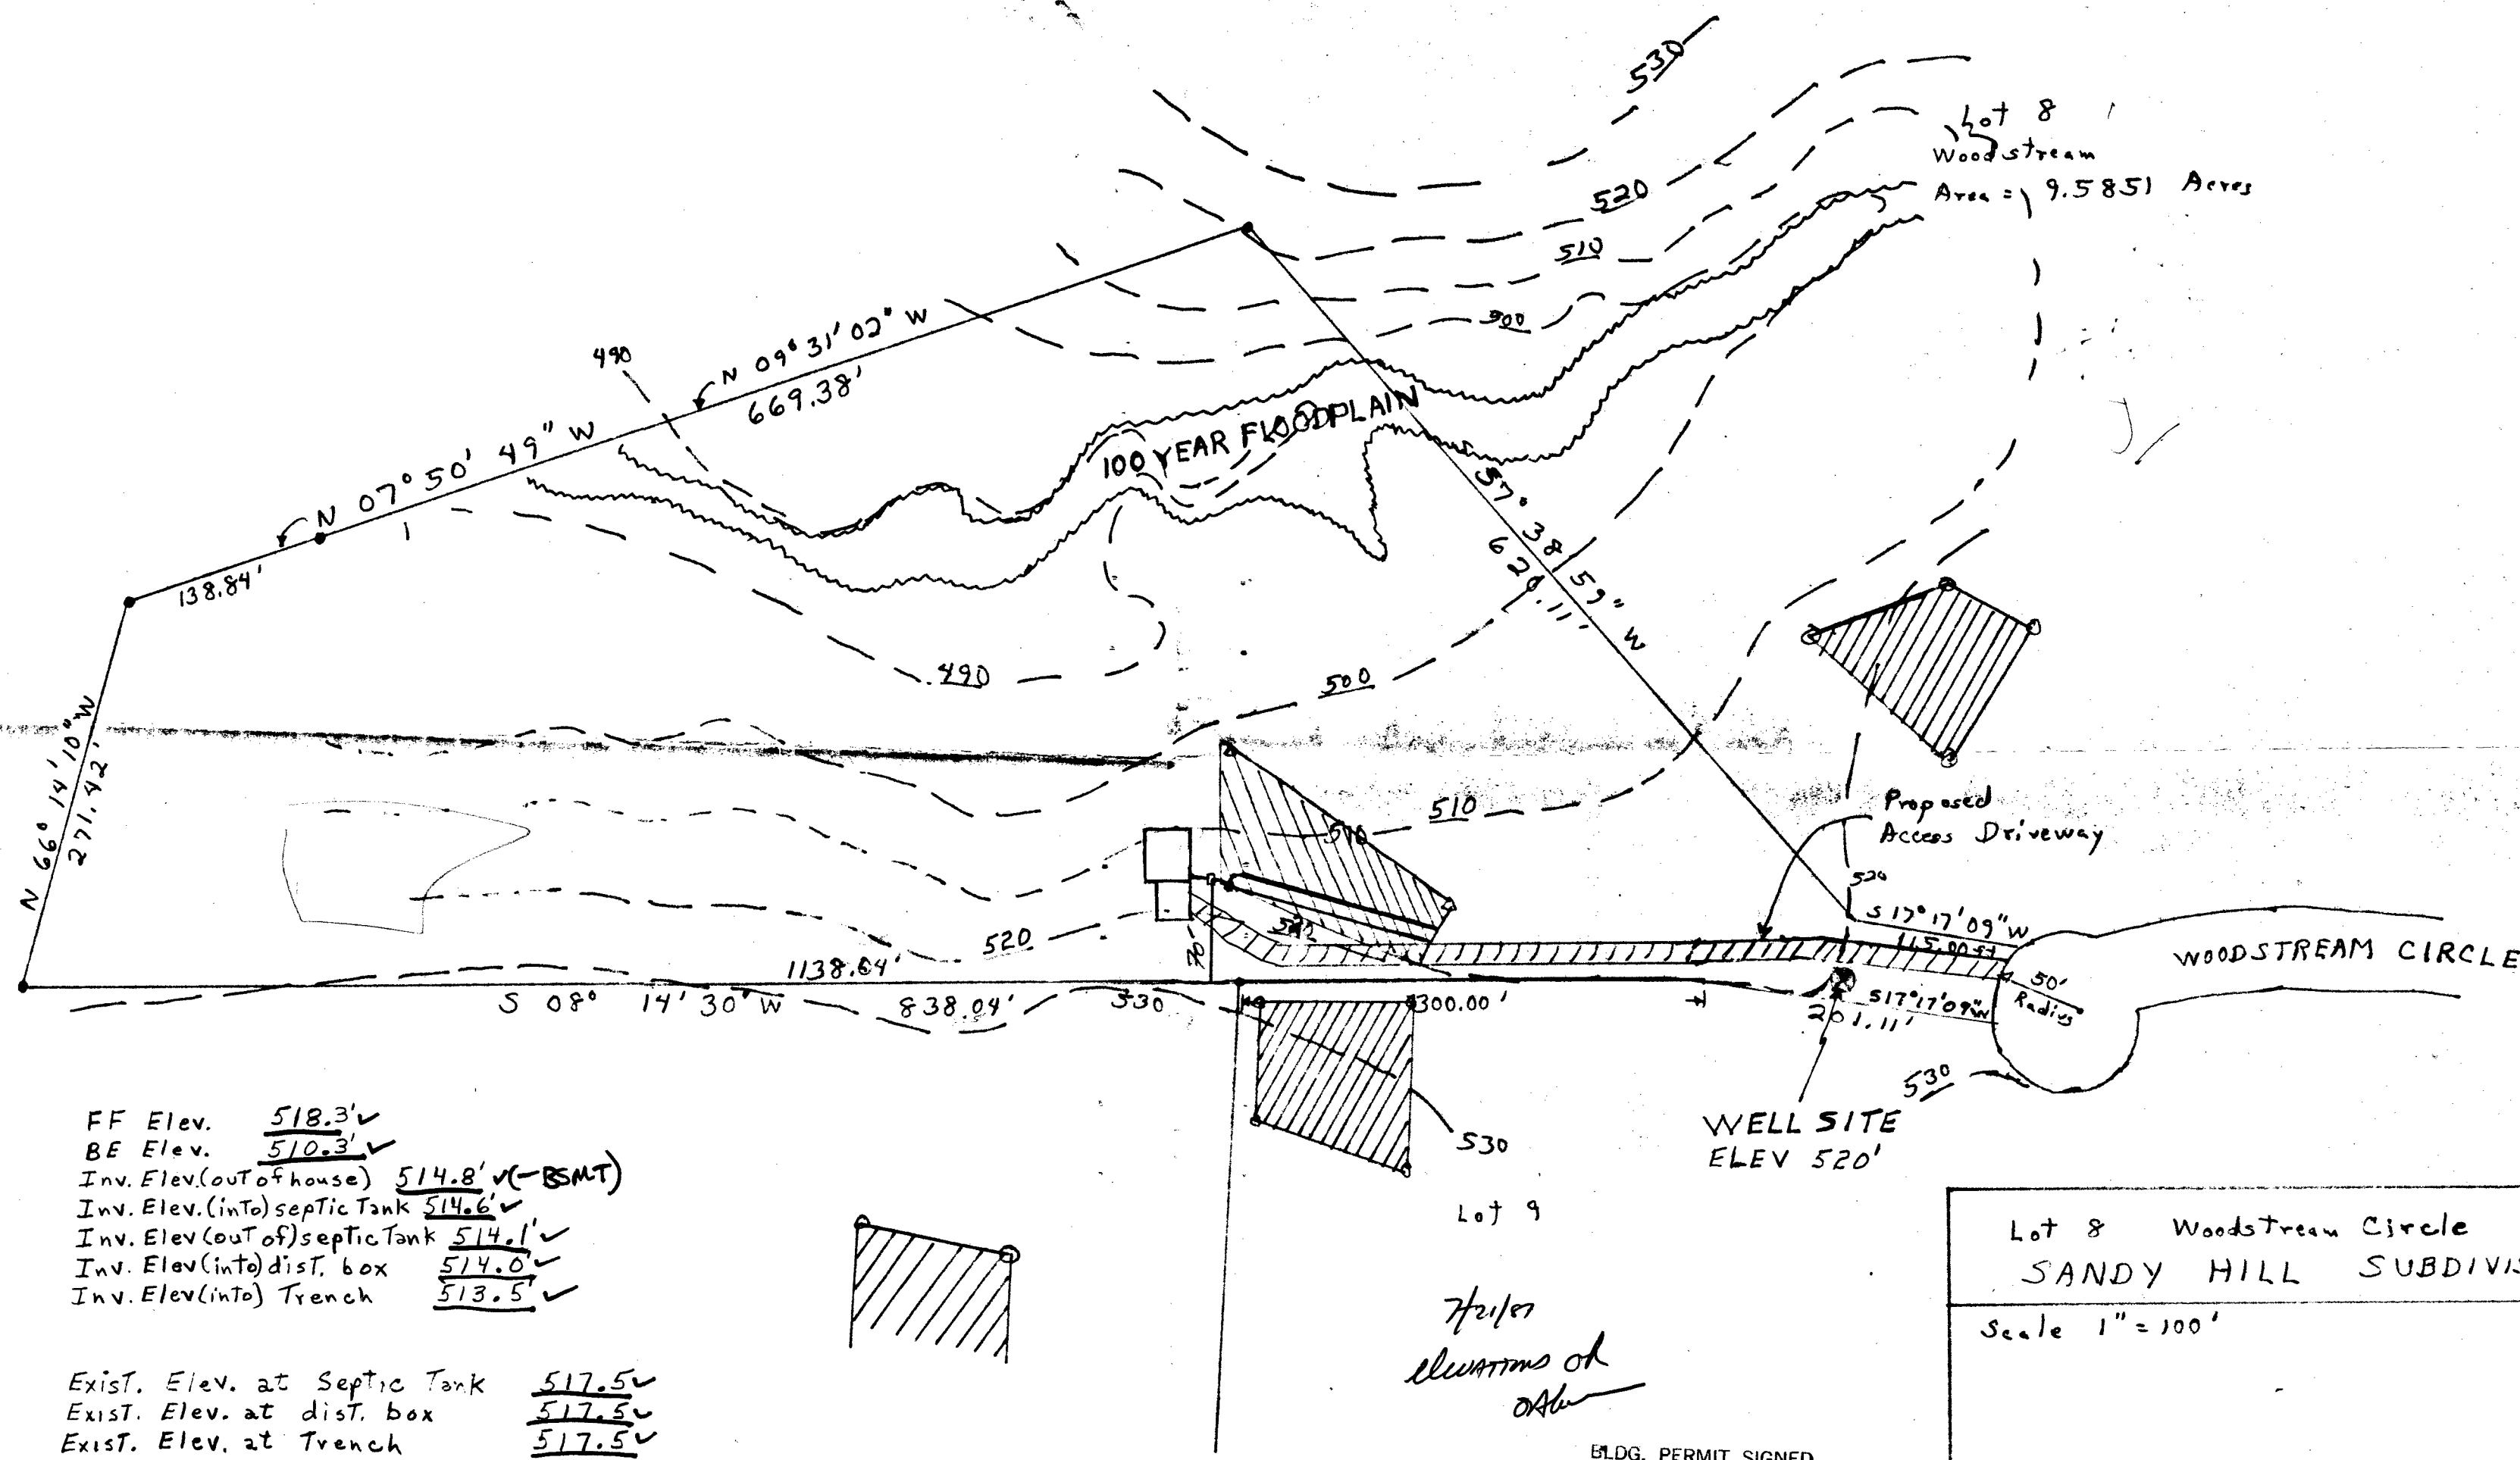 530
Lot 8
Woodstream
Area = 9.5851 Acres
520
510
500
490
N 09° 31' 02" W
669.38'
100 YEAR FLOODPLAIN
N 07° 50' 49" W
138.84'
S 7° 38' 59" W
620.11'
N 66° 14' 10" W
271.42'
490
500
510
510
Proposed
Access Driveway
520
S 17° 17' 09" W
115.00 ft
WOODSTREAM CIRCLE
520
70'
1138.04'
S 08° 14' 30" W
838.04'
530
300.00'
S 17° 17' 09" W
201.11'
50'
Radius
530
WELL SITE
ELEV 520'
530
Lot 9
FF Elev. 518.3'✓
BE Elev. 510.3'✓
Inv. Elev.(out of house) 514.8'✓(-BSMT)
Inv. Elev.(into) septic Tank 514.6'✓
Inv. Elev(out of) septic Tank 514.1'✓
Inv. Elev(into) dist. box 514.0'✓
Inv. Elev(into) Trench 513.5'✓
Exist. Elev. at Septic Tank 517.5✓
Exist. Elev. at dist. box 517.5✓
Exist. Elev. at Trench 517.5✓
7/21/87
elevations ok
Lot 8 Woodstream Circle
SANDY HILL SUBDIVIS
Scale 1" = 100'
BLDG. PERMIT SIGNED